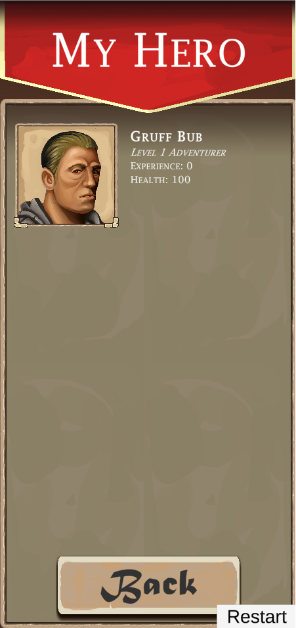 My Hero
Gruff Bub
Level 1 Adventurer
Experience: 0
Health: 100
Back
Restart